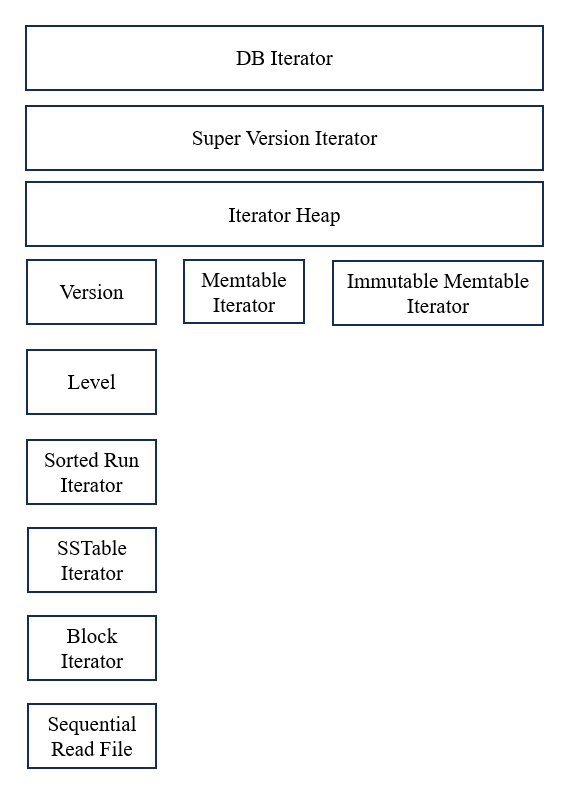 DB Iterator
Super Version Iterator
Iterator Heap
Version
Memtable
Iterator
Immutable Memtable
Iterator
Level
Sorted Run
Iterator
SSTable
Iterator
Block
Iterator
Sequential
Read File